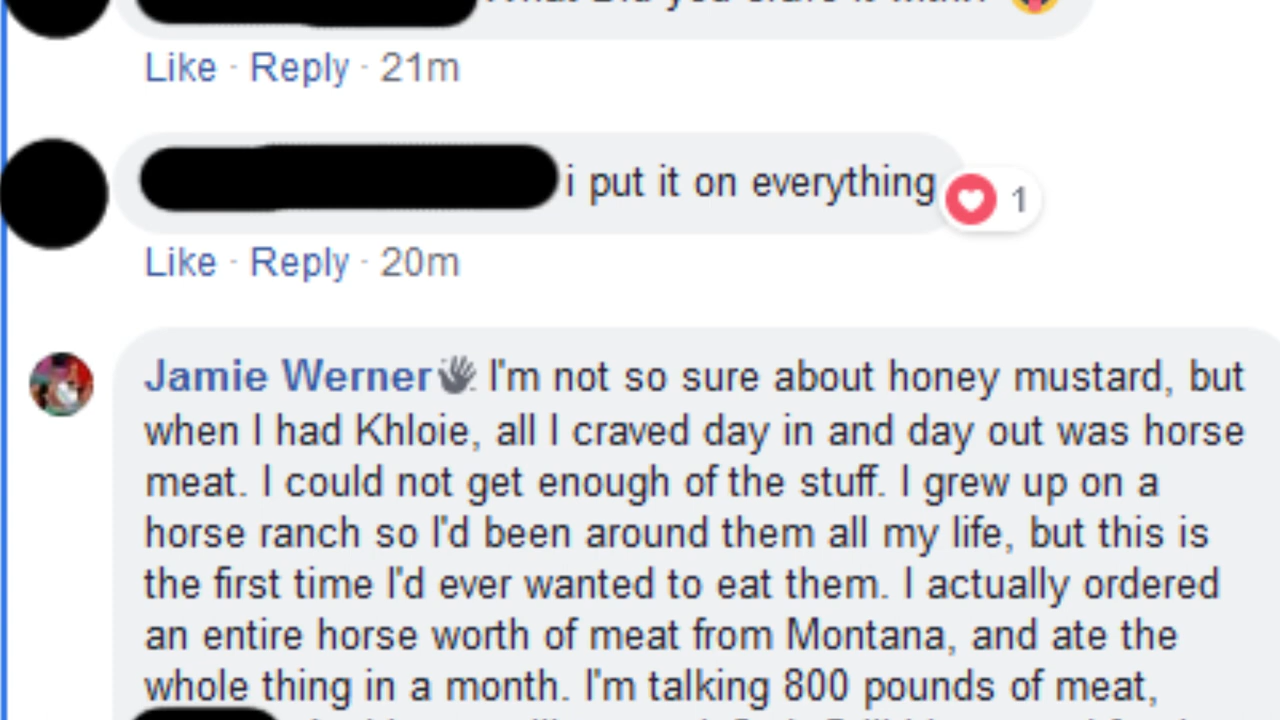 Like · Reply · 21m
i put it on everything
1
Like · Reply · 20m
Jamie Werner I'm not so sure about honey mustard, but
when I had Khloie, all I craved day in and day out was horse
meat. I could not get enough of the stuff. I grew up on a
horse ranch so I'd been around them all my life, but this is
the first time I'd ever wanted to eat them. I actually ordered
an entire horse worth of meat from Montana, and ate the
whole thing in a month. I'm talking 800 pounds of meat,